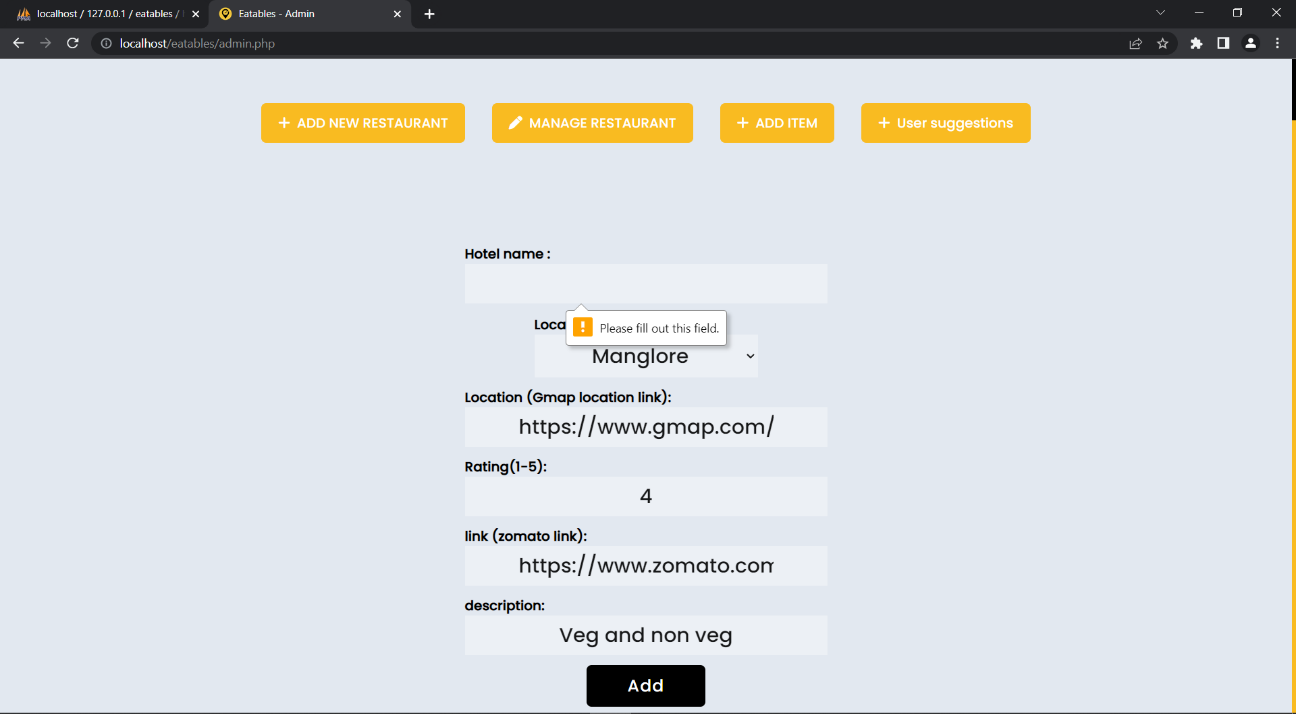 localhost / 127.0.0.1 / eatables /
Eatables - Admin
localhost/eatables/admin.php
ADD NEW RESTAURANT
MANAGE RESTAURANT
ADD ITEM
User suggestions
Hotel name :
Loca
Please fill out this field.
Manglore
Location (Gmap location link):
https://www.gmap.com/
Rating(1-5):
4
link (zomato link):
https://www.zomato.com
description:
Veg and non veg
Add